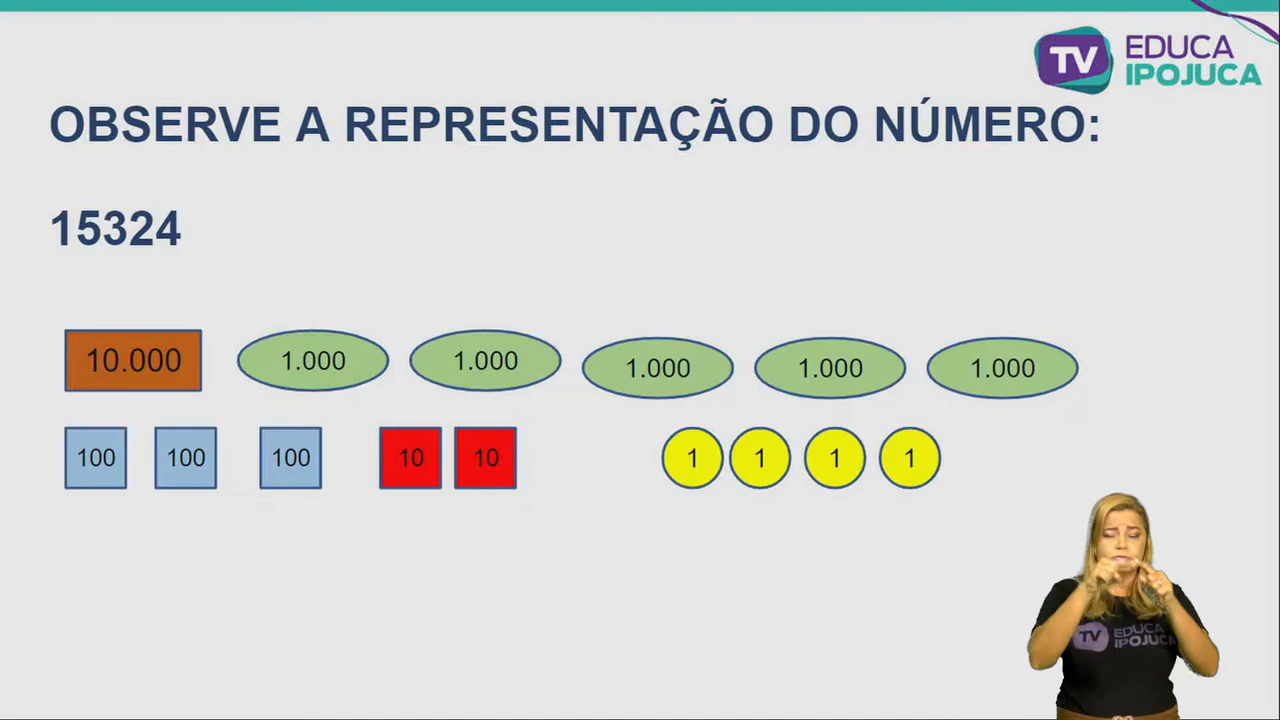 TV EDUCA
IPOJUCA
OBSERVE A REPRESENTAÇÃO DO NÚMERO:
15324
10.000 1.000 1.000 1.000 1.000 1.000
100 100 100 10 10 1 1 1 1
TV EDUCA
IPOJUCA